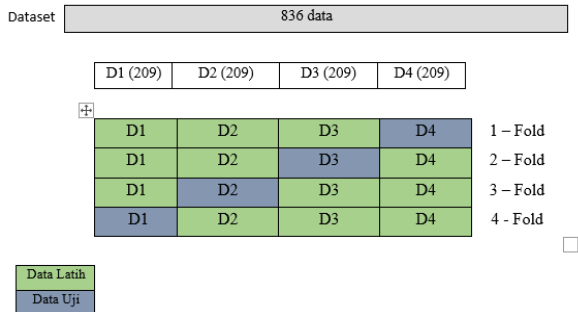 Dataset 836 data
D1 (209) D2 (209) D3 (209) D4 (209)
D1 D2 D3 D4 1 – Fold
D1 D2 D3 D4 2 – Fold
D1 D2 D3 D4 3 – Fold
D1 D2 D3 D4 4 - Fold
Data Latih
Data Uji